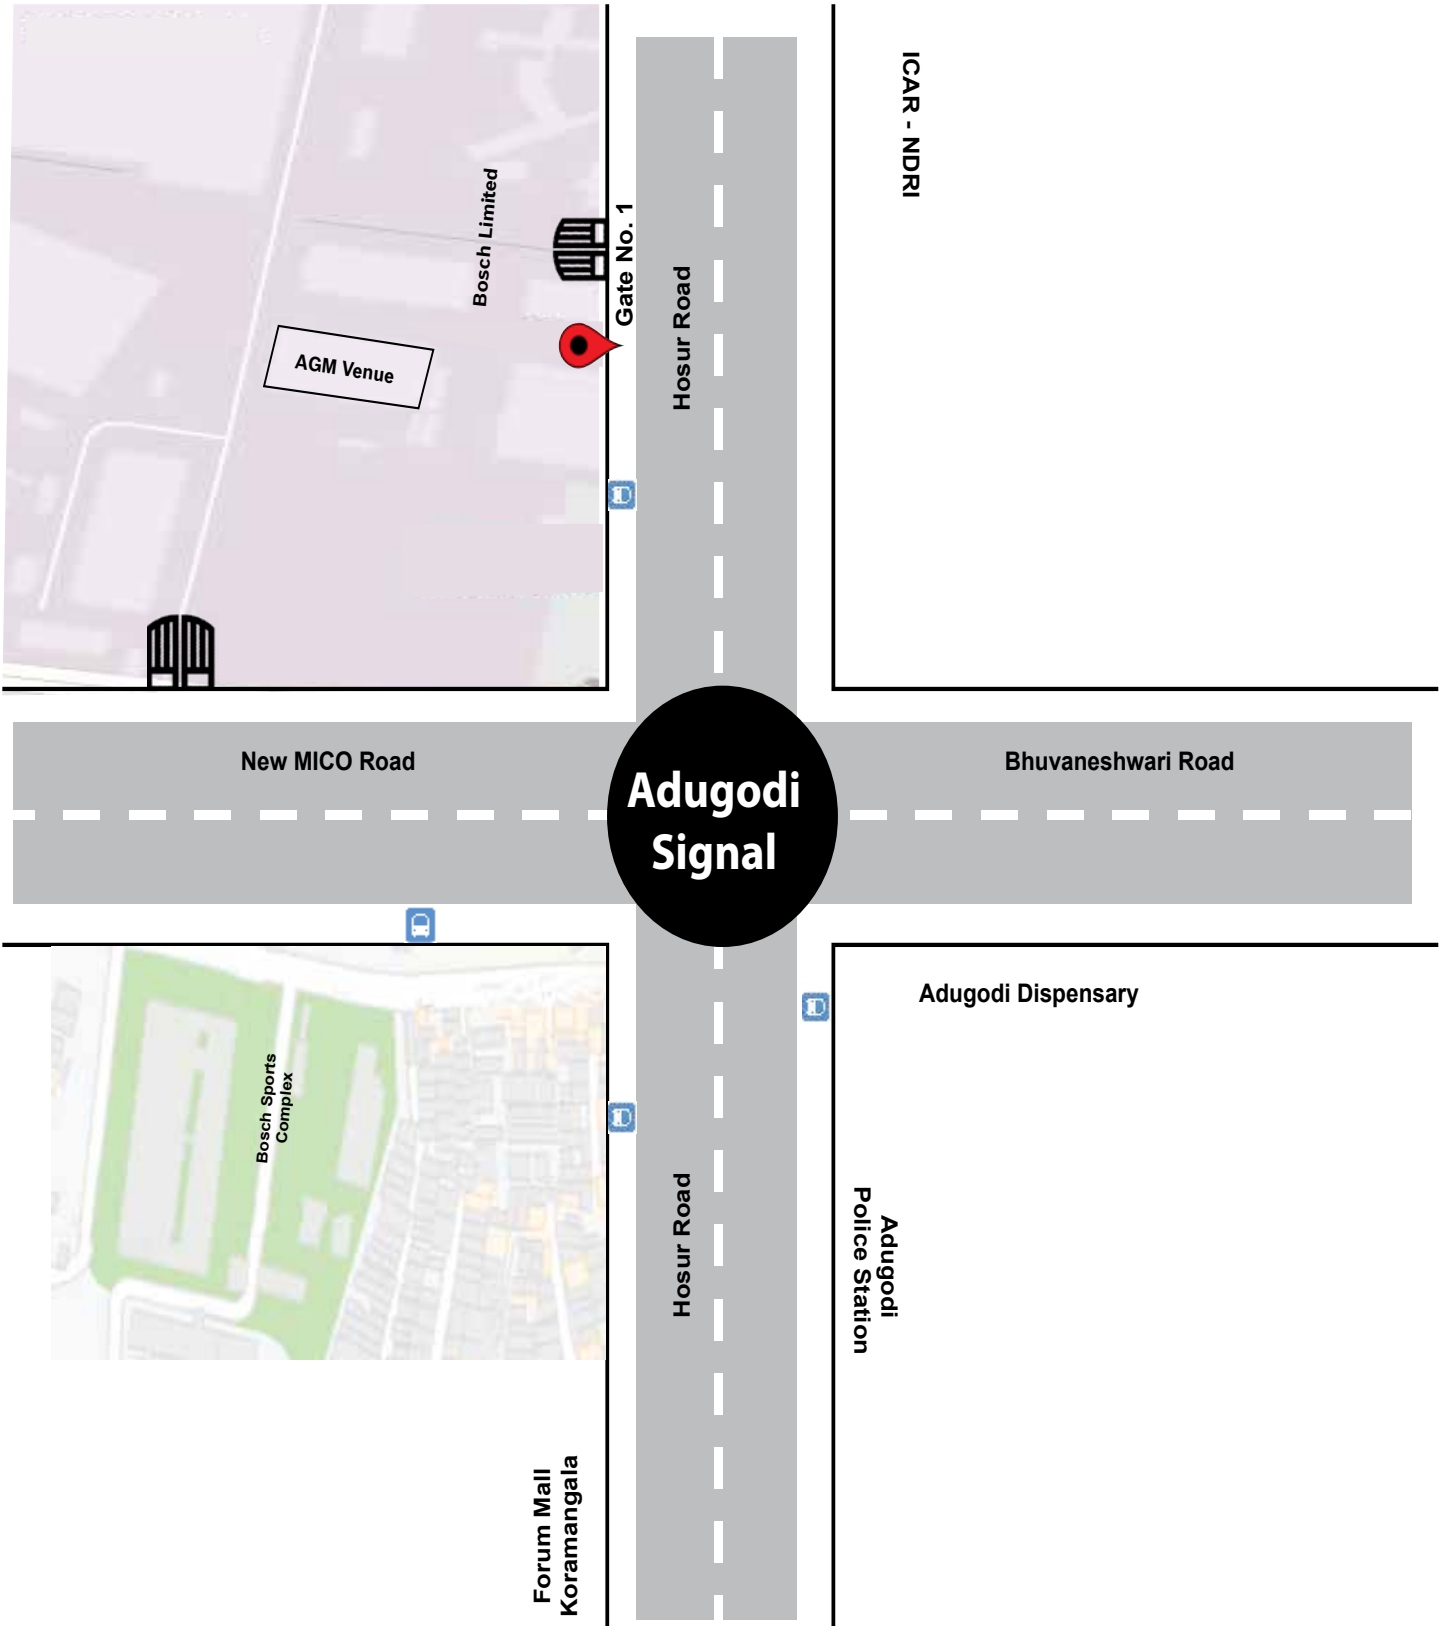 ICAR - NDRI
Bosch Limited
Gate No. 1
Hosur Road
AGM Venue
New MICO Road
Adugodi
Signal
Bhuvaneshwari Road
Adugodi Dispensary
Bosch Sports
Complex
Hosur Road
Adugodi
Police Station
Forum Mall
Koramangala